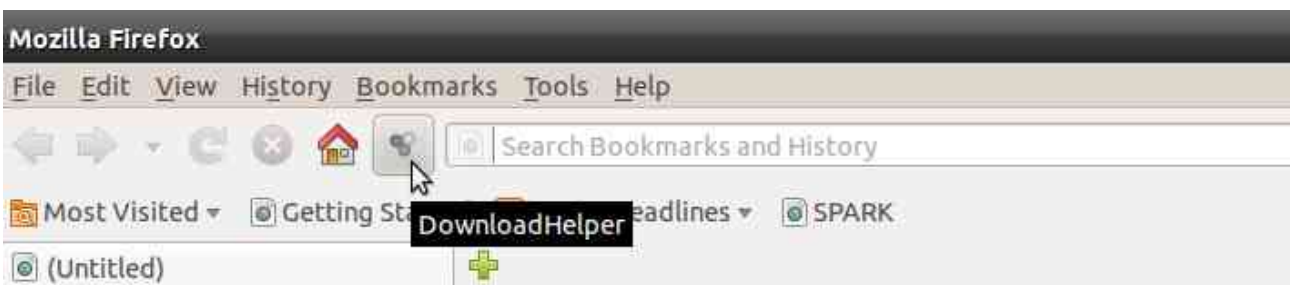 Mozilla Firefox
File Edit View History Bookmarks Tools Help
Search Bookmarks and History
Most Visited Getting Sta eadlines SPARK
DownloadHelper
(Untitled)